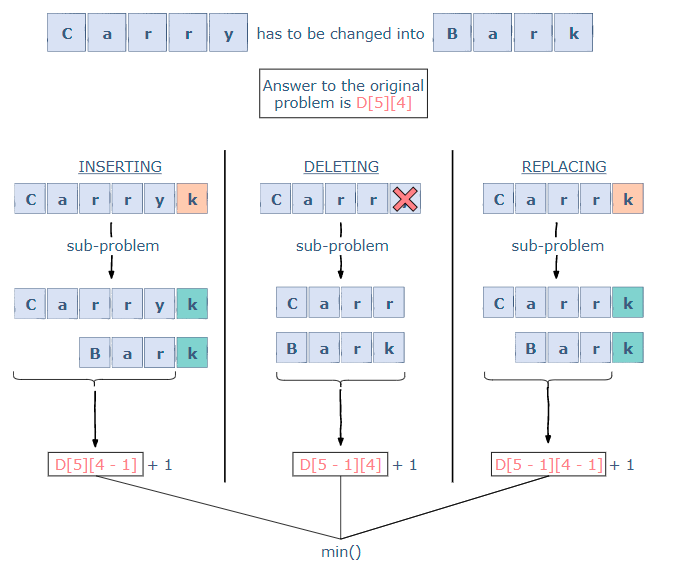 C a r r y has to be changed into B a r k
Answer to the original
problem is D[5][4]
INSERTING
DELETING
REPLACING
C a r r y k
C a r r
C a r r k
sub-problem
sub-problem
sub-problem
C a r r y k
C a r r
C a r r k
B a r k
B a r k
B a r k
D[5][4 - 1] + 1
D[5 - 1][4] + 1
D[5 - 1][4 - 1] + 1
min()